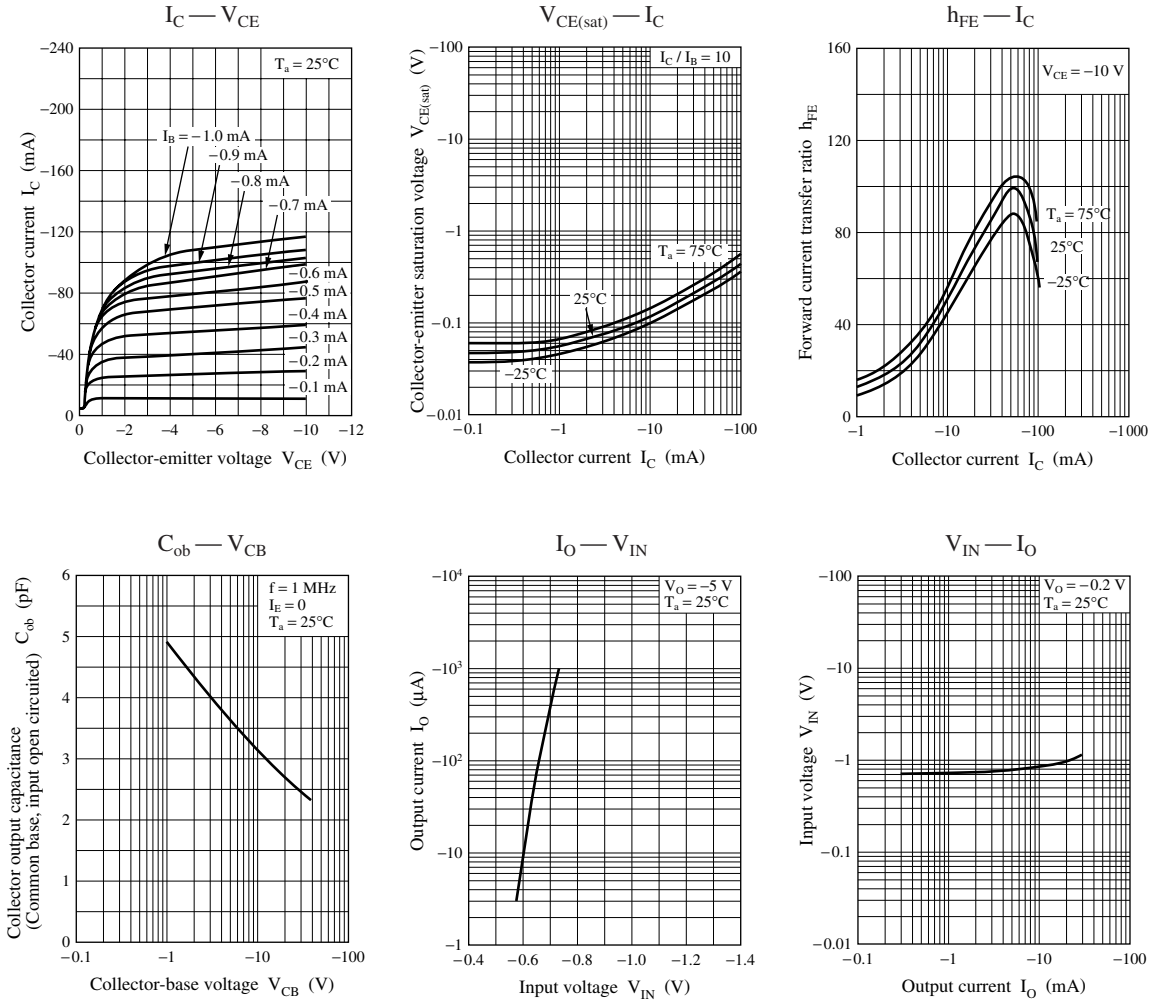 I_C — V_CE
−240
−200
−160
−120
−80
−40
0
0 −2 −4 −6 −8 −10 −12
Collector current I_C (mA)
Collector-emitter voltage V_CE (V)
T_a = 25°C
I_B = −1.0 mA
−0.9 mA
−0.8 mA
−0.7 mA
−0.6 mA
−0.5 mA
−0.4 mA
−0.3 mA
−0.2 mA
−0.1 mA
V_CE(sat) — I_C
−100
−10
−1
−0.1
−0.01
−0.1 −1 −10 −100
Collector-emitter saturation voltage V_CE(sat) (V)
Collector current I_C (mA)
I_C / I_B = 10
T_a = 75°C
25°C
−25°C
h_FE — I_C
160
120
80
40
0
−1 −10 −100 −1 000
Forward current transfer ratio h_FE
Collector current I_C (mA)
V_CE = −10 V
T_a = 75°C
25°C
−25°C
C_ob — V_CB
6
5
4
3
2
1
0
−0.1 −1 −10 −100
Collector output capacitance
(Common base, input open circuited) C_ob (pF)
Collector-base voltage V_CB (V)
f = 1 MHz
I_E = 0
T_a = 25°C
I_O — V_IN
−10⁴
−10³
−10²
−10
−1
−0.4 −0.6 −0.8 −1.0 −1.2 −1.4
Output current I_O (μA)
Input voltage V_IN (V)
V_O = −5 V
T_a = 25°C
V_IN — I_O
−100
−10
−1
−0.1
−0.01
−0.1 −1 −10 −100
Input voltage V_IN (V)
Output current I_O (mA)
V_O = −0.2 V
T_a = 25°C